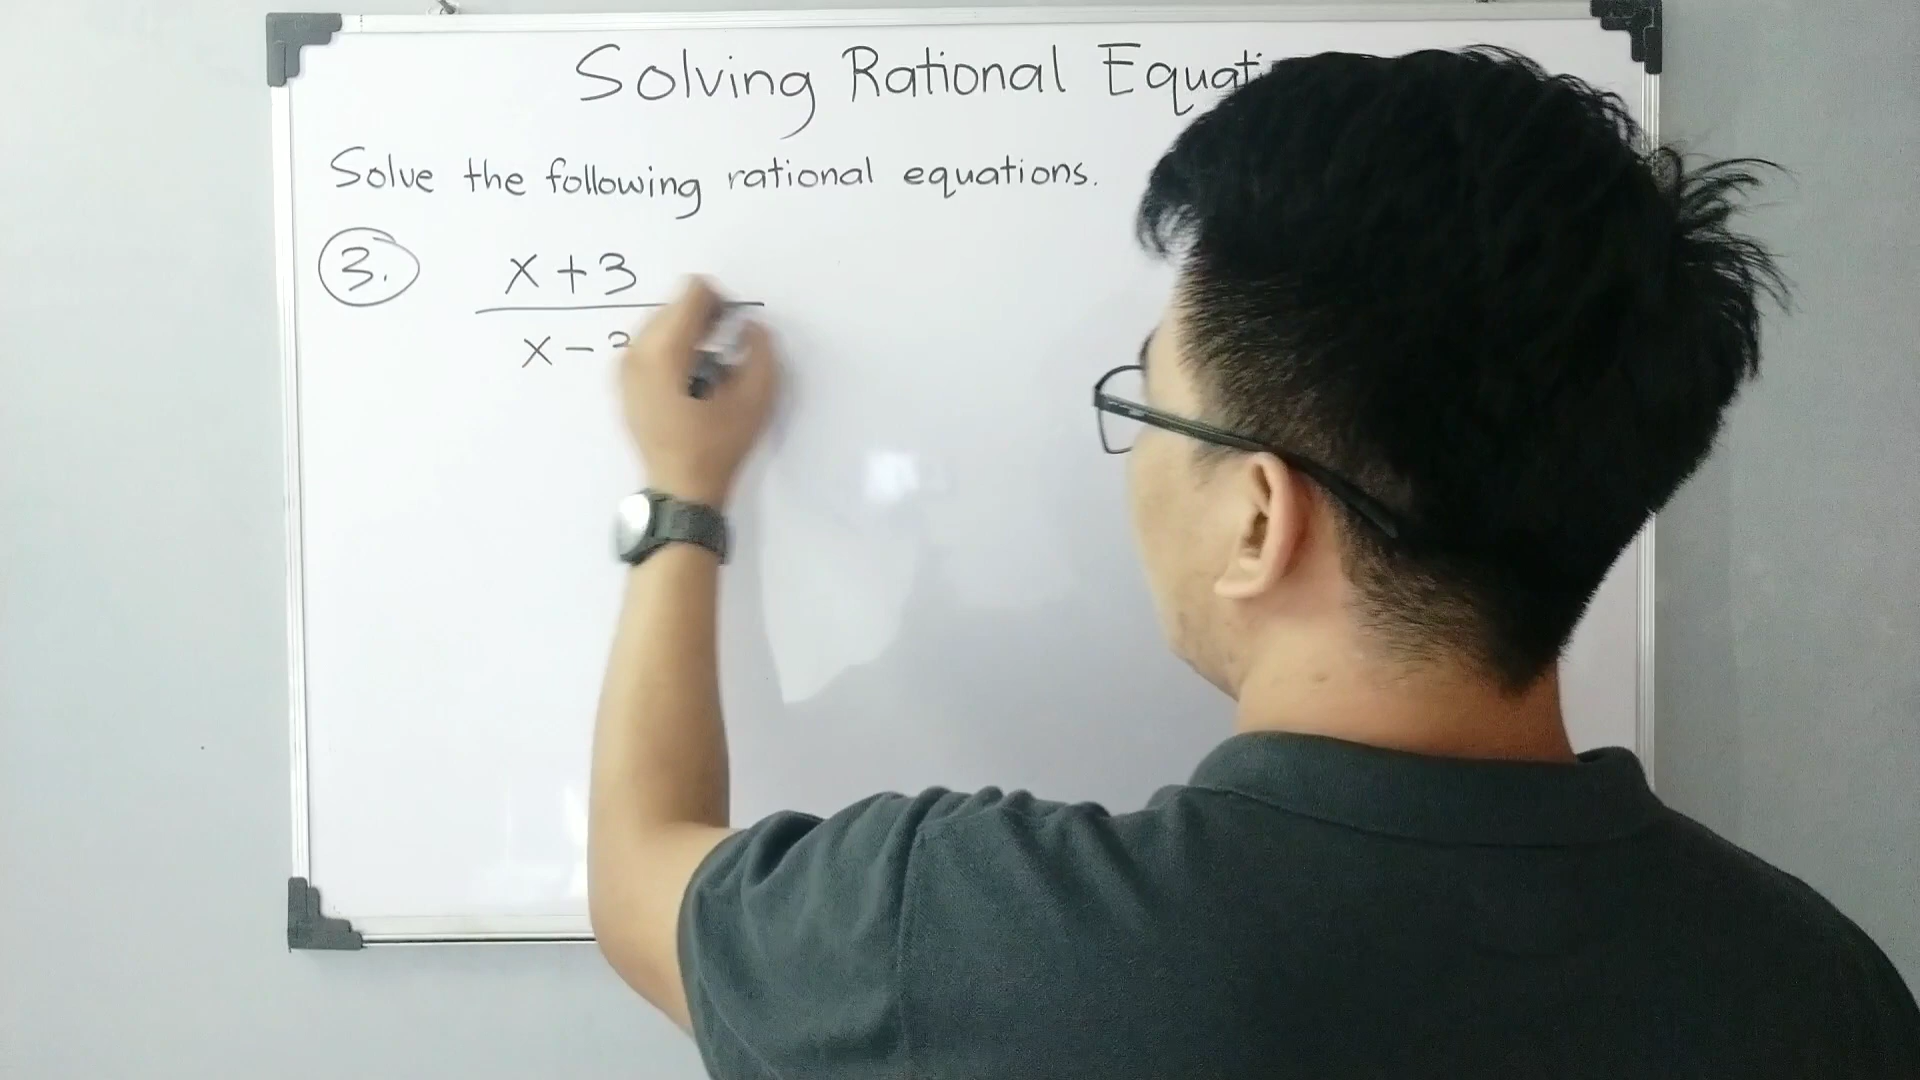 Solving Rational Equati
Solve the following rational equations.
3.
x + 3
x -